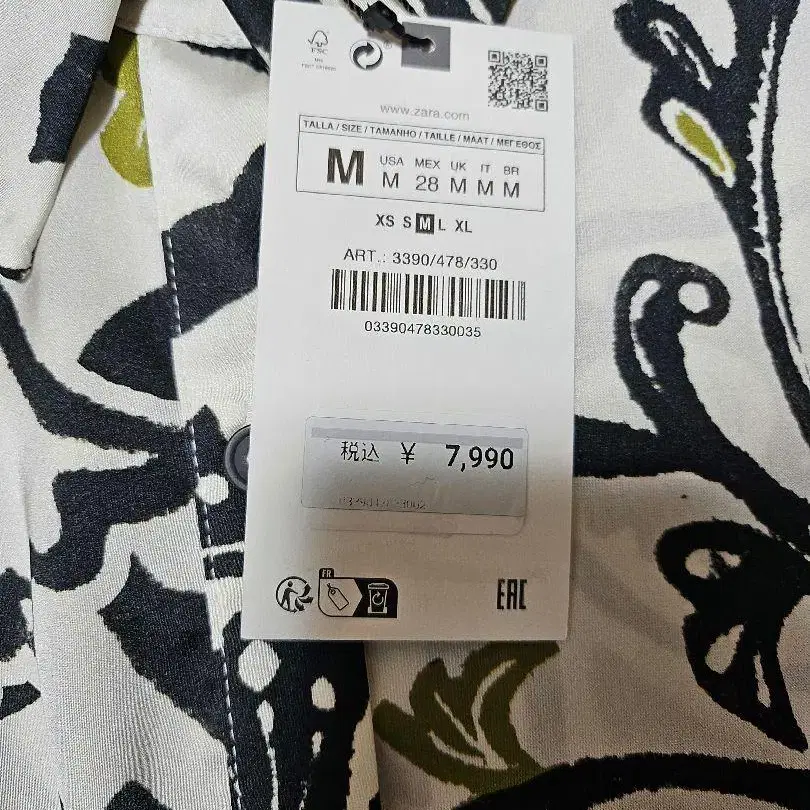 FSC
www.zara.com
TALLA / SIZE / TAMANHO / TAILLE / MAAT / ΜΕΓΕΘΟΣ
M USA MEX UK IT BR
M 28 M M M
XS S M L XL
ART.: 3390/478/330
03390478330035
税込 ¥ 7,990
FR
EAC